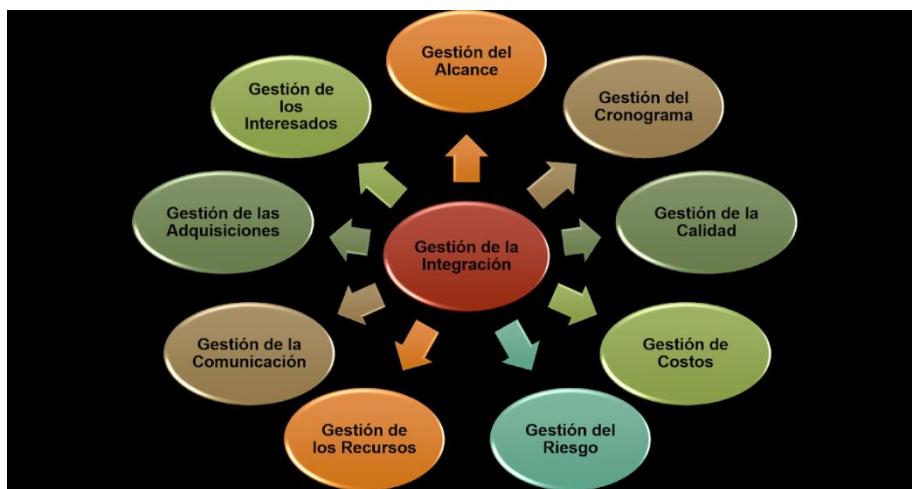 Gestión del
Alcance
Gestión del
Cronograma
Gestión de la
Calidad
Gestión de
Costos
Gestión del
Riesgo
Gestión de
los Recursos
Gestión de la
Comunicación
Gestión de las
Adquisiciones
Gestión de
los
Interesados
Gestión de la
Integración